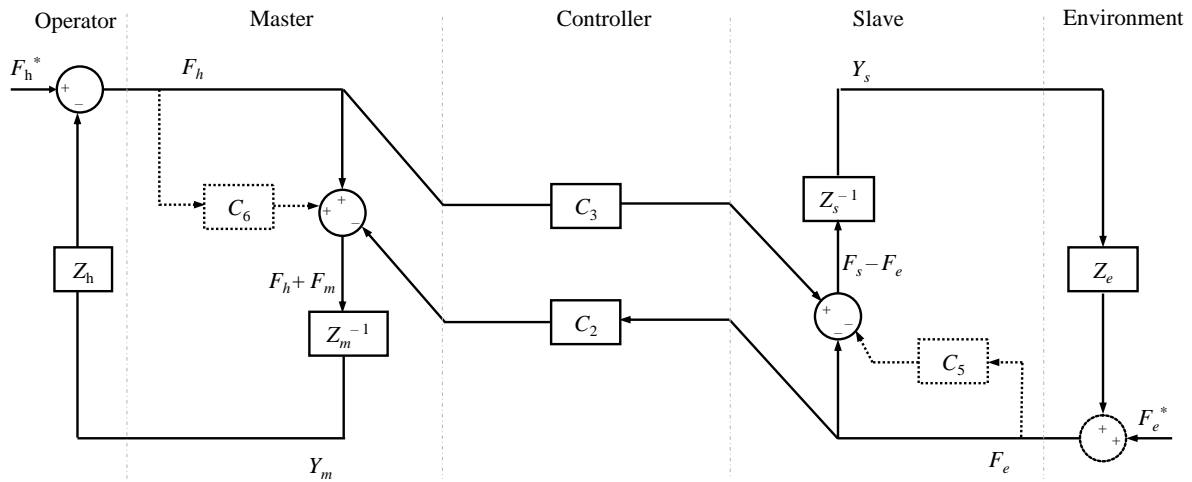 Operator Master Controller Slave Environment
F_h^* F_h Y_s
+
−
C_6 + + −
C_3 Z_s^{−1}
Z_h F_h + F_m F_s − F_e Z_e
Z_m^{−1} C_2 + − −
C_5
+ + F_e^*
Y_m F_e